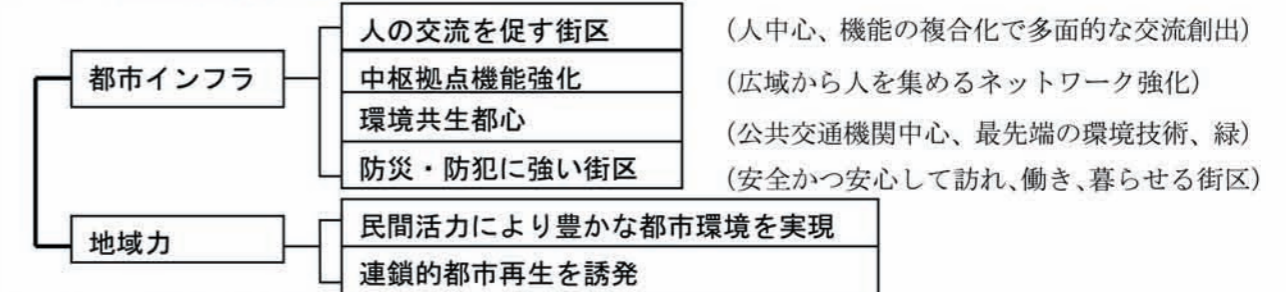 人の交流を促す街区 (人中心、機能の複合化で多面的な交流創出)
都市インフラ 中枢拠点機能強化 (広域から人を集めるネットワーク強化)
環境共生都心 (公共交通機関中心、最先端の環境技術、緑)
防災・防犯に強い街区 (安全かつ安心して訪れ、働き、暮らせる街区)
民間活力により豊かな都市環境を実現
地域力
連鎖的都市再生を誘発